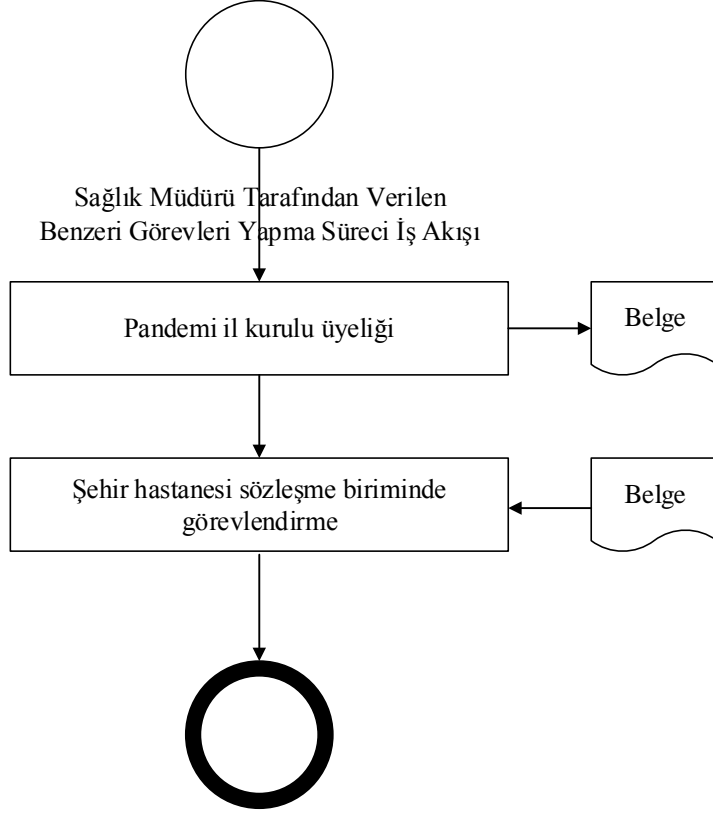 Sağlık Müdürü Tarafından Verilen
Benzeri Görevleri Yapma Süreci İş Akışı
Pandemi il kurulu üyeliği
Belge
Şehir hastanesi sözleşme biriminde
görevlendirme
Belge